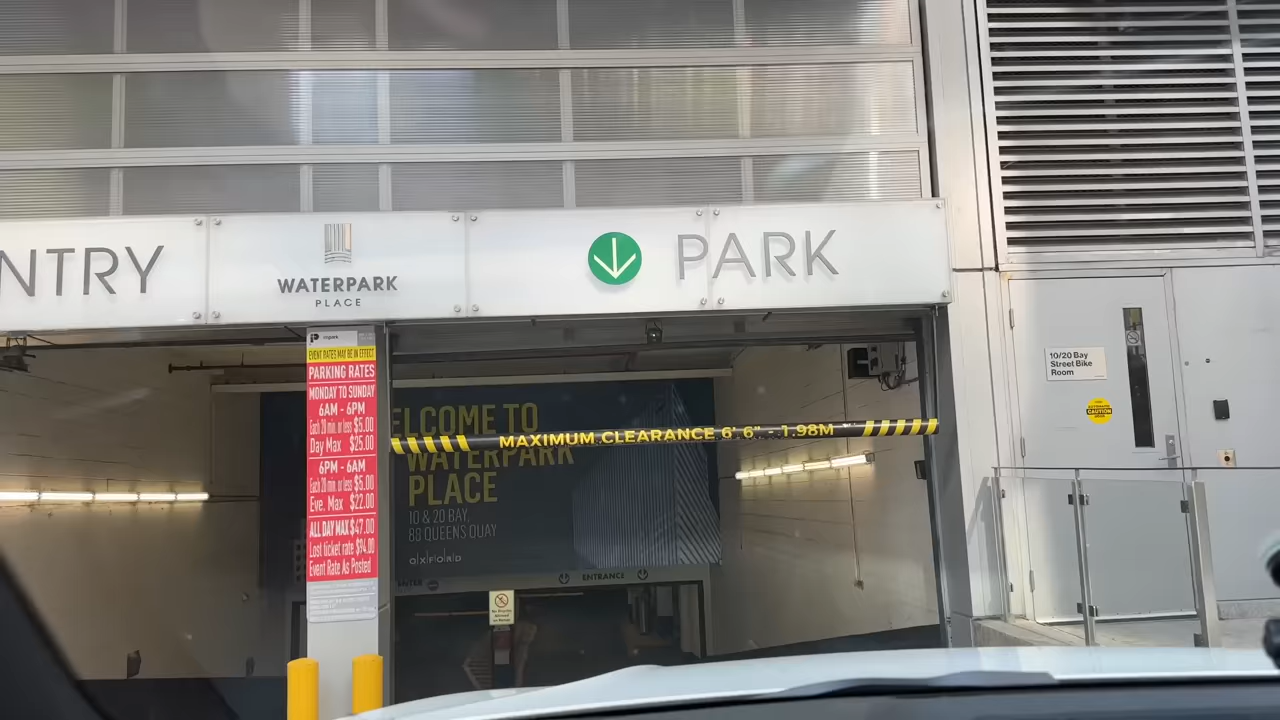 NTRY
WATERPARK
PLACE
PARK
EVENT RATES MAY BE IN EFFECT
PARKING RATES
MONDAY TO SUNDAY
6AM - 6PM
Each 20 min. or less $5.00
Day Max $25.00
6PM - 6AM
Each 20 min. or less $5.00
Eve. Max $22.00
ALL DAY MAX $47.00
Lost ticket rate $94.00
Event Rate As Posted
MAXIMUM CLEARANCE 6' 6" - 1.98M
ELCOME TO
WATERPARK
PLACE
10 & 20 BAY,
88 QUEENS QUAY
oxford
ENTRANCE
10/20 Bay
Street Bike
Room
CAUTION